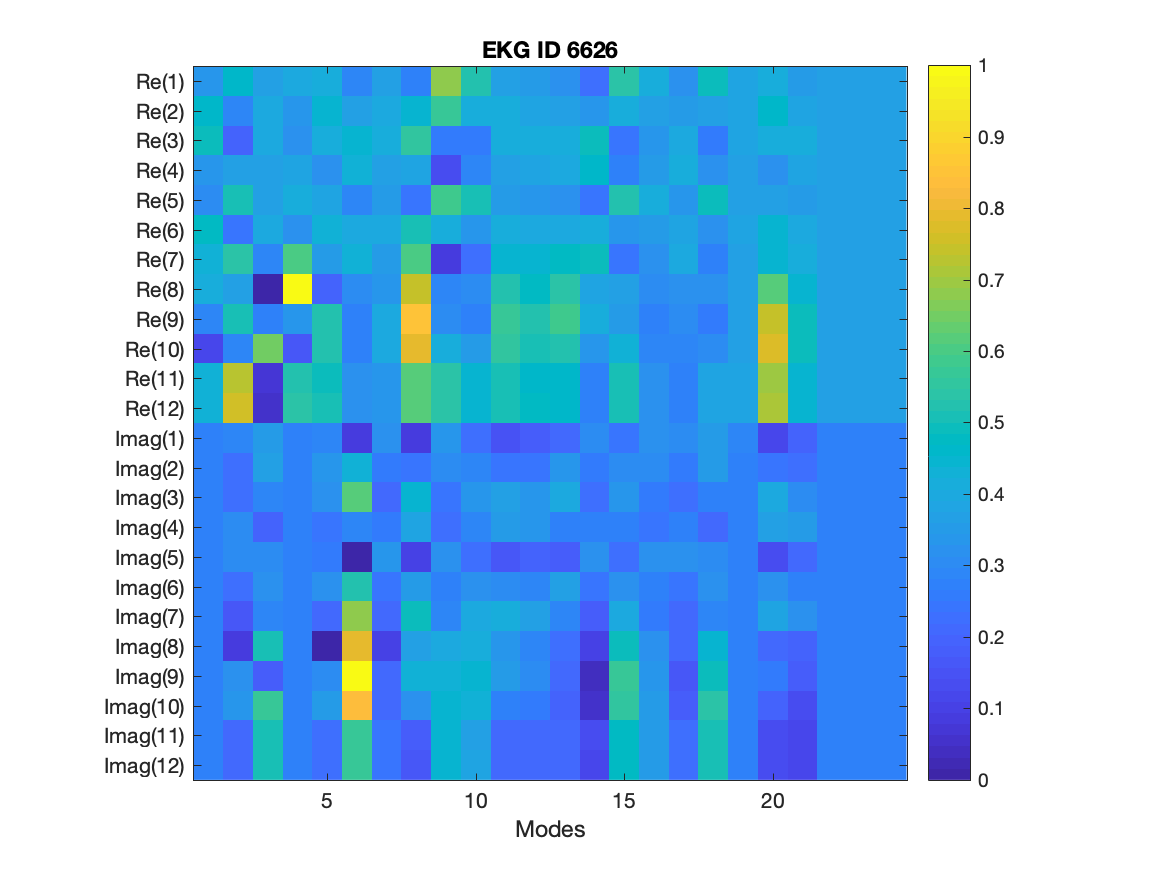 EKG ID 6626
Re(1)
Re(2)
Re(3)
Re(4)
Re(5)
Re(6)
Re(7)
Re(8)
Re(9)
Re(10)
Re(11)
Re(12)
Imag(1)
Imag(2)
Imag(3)
Imag(4)
Imag(5)
Imag(6)
Imag(7)
Imag(8)
Imag(9)
Imag(10)
Imag(11)
Imag(12)
5 10 15 20
Modes
1
0.9
0.8
0.7
0.6
0.5
0.4
0.3
0.2
0.1
0